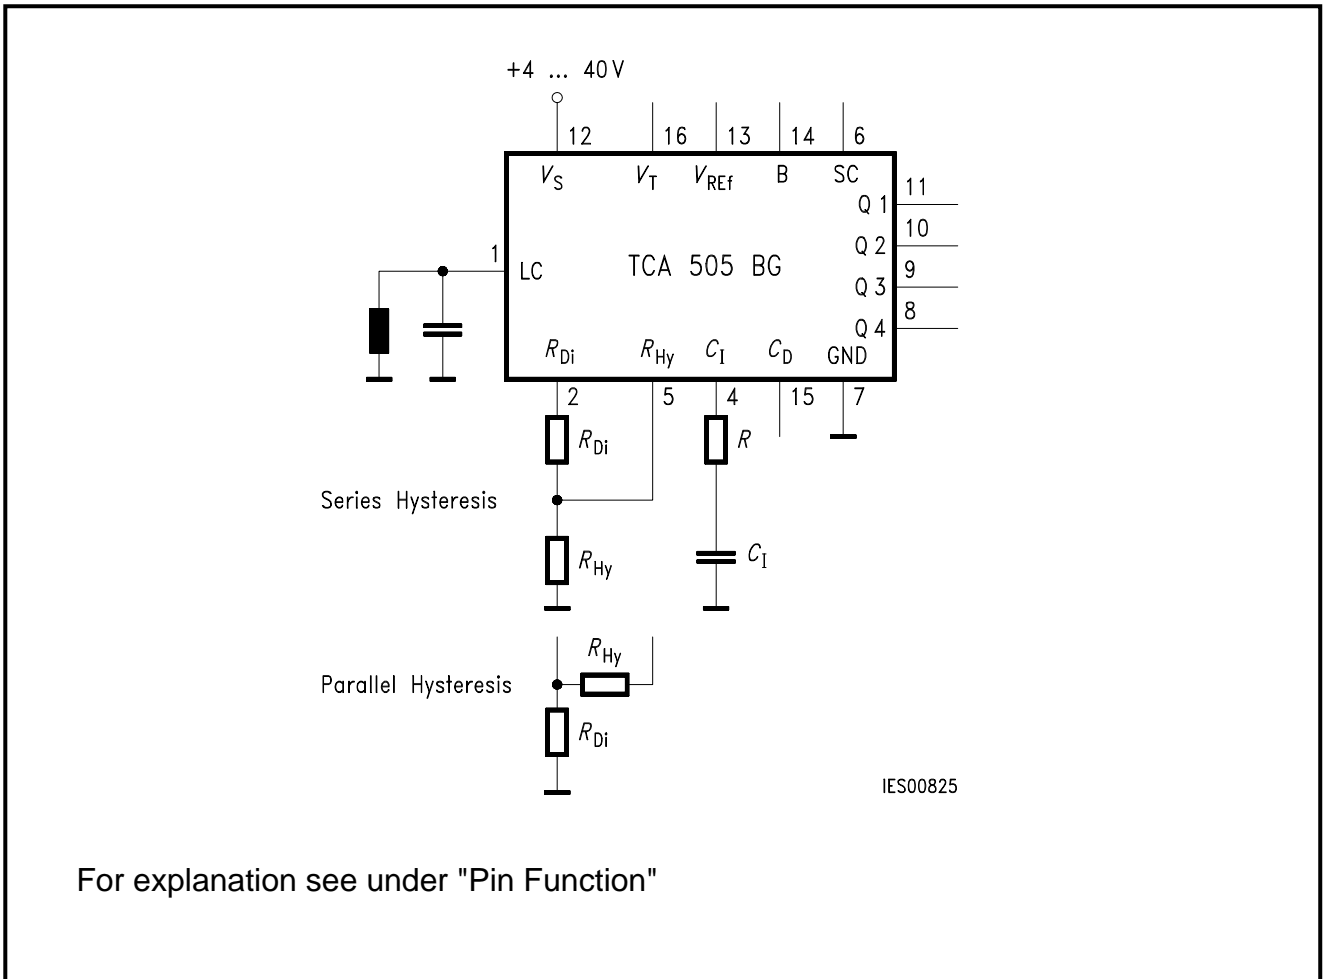 +4 ... 40 V
12 16 13 14 6
VS VT VREf B SC
11
Q 1
10
Q 2
1
LC
TCA 505 BG
9
Q 3
8
Q 4
RDi RHy CI CD GND
2 5 4 15 7
RDi
R
Series Hysteresis
RHy
CI
RHy
Parallel Hysteresis
RDi
IES00825
For explanation see under "Pin Function"